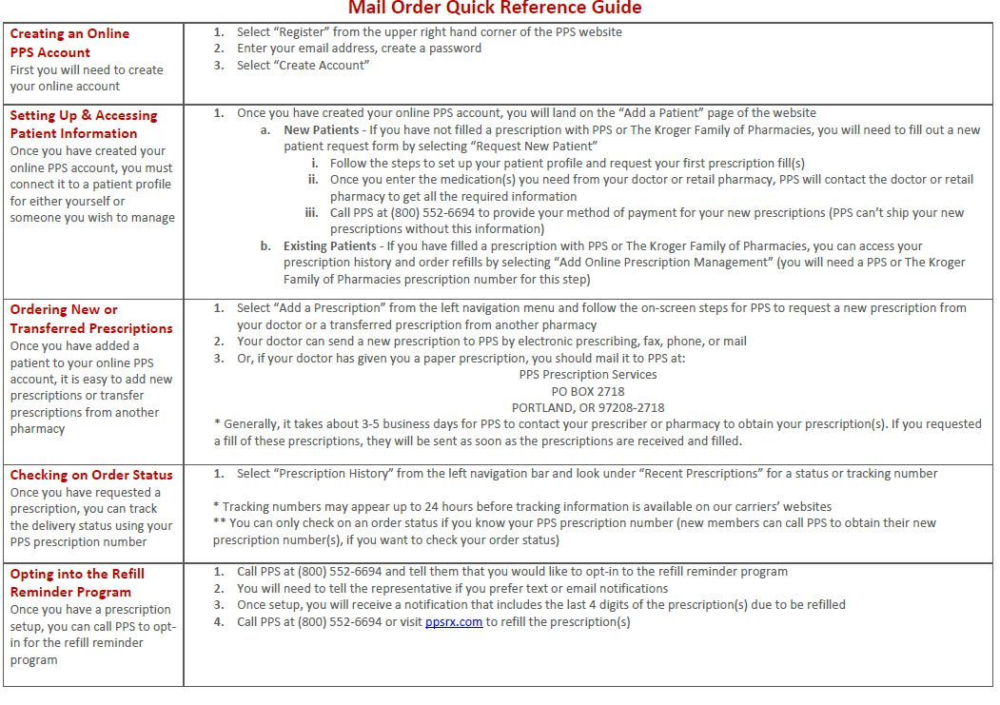 Mail Order Quick Reference Guide
Creating an Online
PPS Account
First you will need to create
your online account
1. Select “Register” from the upper right hand corner of the PPS website
2. Enter your email address, create a password
3. Select “Create Account”
Setting Up & Accessing
Patient Information
Once you have created your
online PPS account, you must
connect it to a patient profile
for either yourself or
someone you wish to manage
1. Once you have created your online PPS account, you will land on the “Add a Patient” page of the website
a. New Patients - If you have not filled a prescription with PPS or The Kroger Family of Pharmacies, you will need to fill out a new
patient request form by selecting “Request New Patient”
i. Follow the steps to set up your patient profile and request your first prescription fill(s)
ii. Once you enter the medication(s) you need from your doctor or retail pharmacy, PPS will contact the doctor or retail
pharmacy to get all the required information
iii. Call PPS at (800) 552-6694 to provide your method of payment for your new prescriptions (PPS can’t ship your new
prescriptions without this information)
b. Existing Patients - If you have filled a prescription with PPS or The Kroger Family of Pharmacies, you can access your
prescription history and order refills by selecting “Add Online Prescription Management” (you will need a PPS or The Kroger
Family of Pharmacies prescription number for this step)
Ordering New or
Transferred Prescriptions
Once you have added a
patient to your online PPS
account, it is easy to add new
prescriptions or transfer
prescriptions from another
pharmacy
1. Select “Add a Prescription” from the left navigation menu and follow the on-screen steps for PPS to request a new prescription from
your doctor or a transferred prescription from another pharmacy
2. Your doctor can send a new prescription to PPS by electronic prescribing, fax, phone, or mail
3. Or, if your doctor has given you a paper prescription, you should mail it to PPS at:
PPS Prescription Services
PO BOX 2718
PORTLAND, OR 97208-2718
* Generally, it takes about 3-5 business days for PPS to contact your prescriber or pharmacy to obtain your prescription(s). If you requested
a fill of these prescriptions, they will be sent as soon as the prescriptions are received and filled.
Checking on Order Status
Once you have requested a
prescription, you can track
the delivery status using your
PPS prescription number
1. Select “Prescription History” from the left navigation bar and look under “Recent Prescriptions” for a status or tracking number
* Tracking numbers may appear up to 24 hours before tracking information is available on our carriers’ websites
** You can only check on an order status if you know your PPS prescription number (new members can call PPS to obtain their new
prescription number(s), if you want to check your order status)
Opting into the Refill
Reminder Program
Once you have a prescription
setup, you can call PPS to opt-
in for the refill reminder
program
1. Call PPS at (800) 552-6694 and tell them that you would like to opt-in to the refill reminder program
2. You will need to tell the representative if you prefer text or email notifications
3. Once setup, you will receive a notification that includes the last 4 digits of the prescription(s) due to be refilled
4. Call PPS at (800) 552-6694 or visit ppsrx.com to refill the prescription(s)